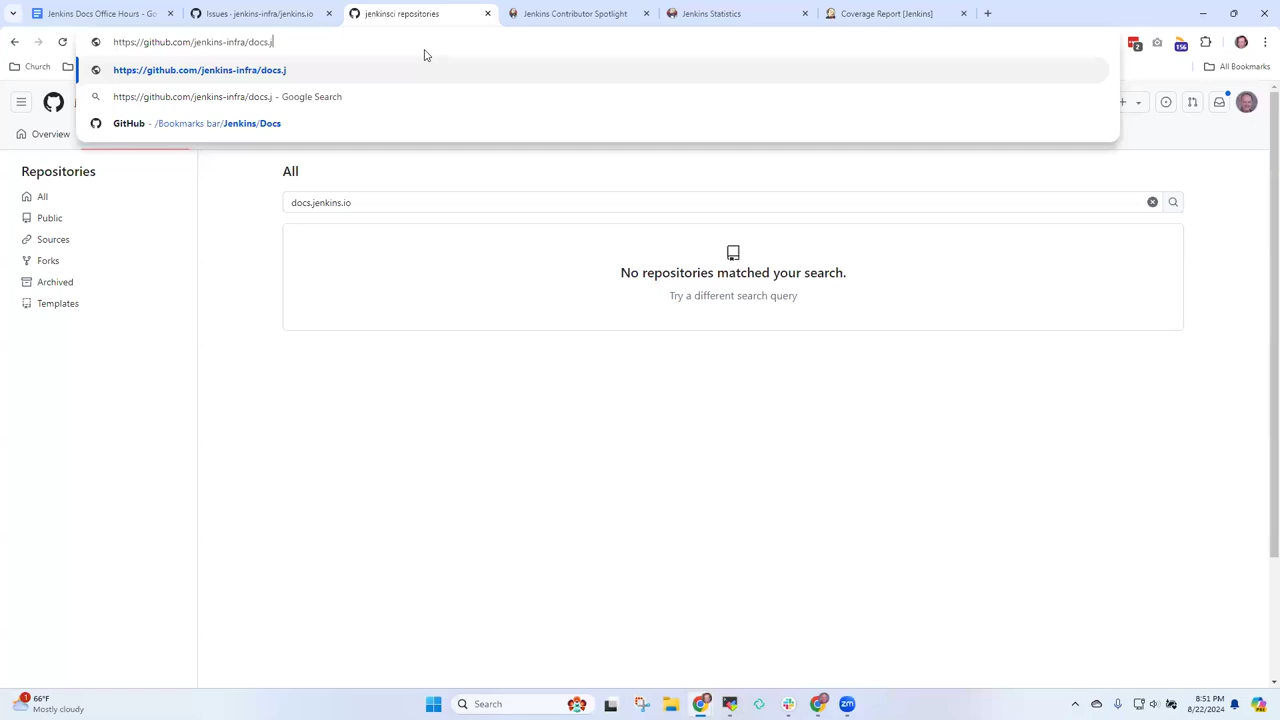 Jenkins Docs Office Hours - Go
Issues · jenkins-infra/jenkins.io
jenkinsci repositories
Jenkins Contributor Spotlight
Jenkins Statistics
Coverage Report [Jenkins]
https://github.com/jenkins-infra/docs.j
2
156
Church
All Bookmarks
https://github.com/jenkins-infra/docs.j
https://github.com/jenkins-infra/docs.j - Google Search
GitHub - /Bookmarks bar/Jenkins/Docs
Overview
Repositories
All
Public
Sources
Forks
Archived
Templates
All
docs.jenkins.io
No repositories matched your search.
Try a different search query
1
66°F
Mostly cloudy
Search
zm
8:51 PM
8/22/2024